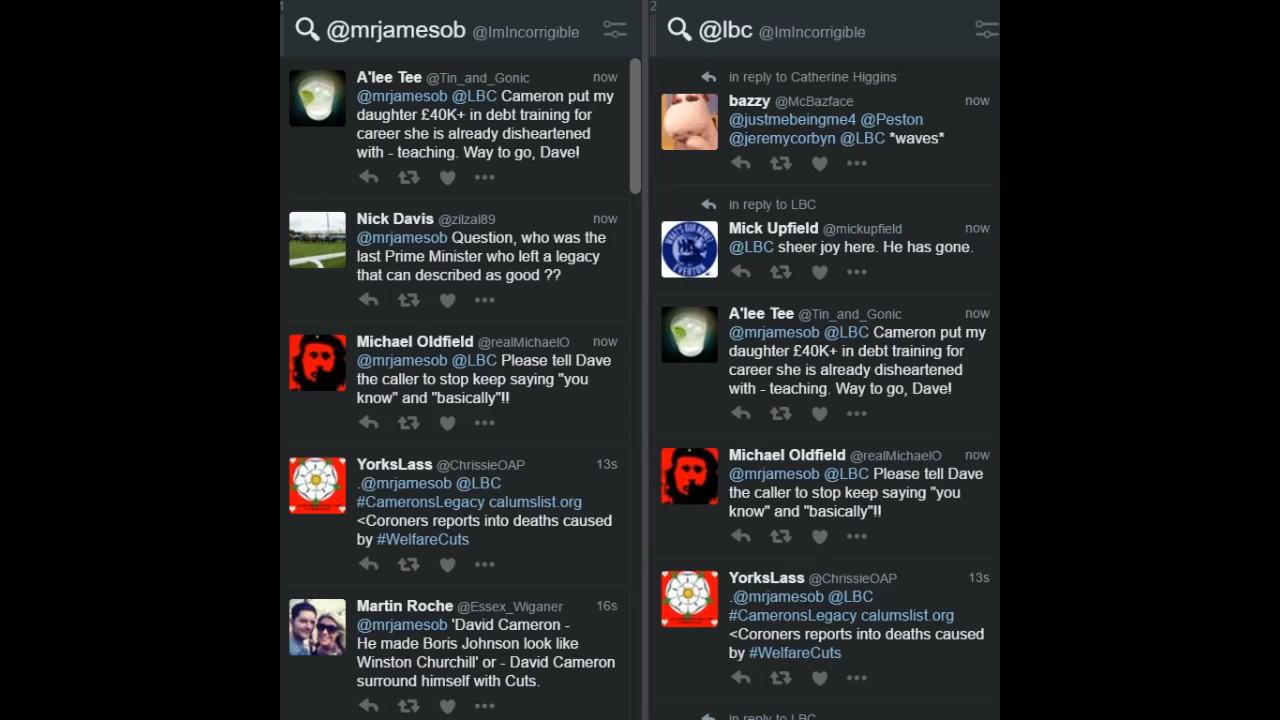 1
@mrjamesob @ImIncorrigible
A'lee Tee @Tin_and_Gonic now
@mrjamesob @LBC Cameron put my
daughter £40K+ in debt training for
career she is already disheartened
with - teaching. Way to go, Dave!
Nick Davis @zilzal89 now
@mrjamesob Question, who was the
last Prime Minister who left a legacy
that can described as good ??
Michael Oldfield @realMichaelO now
@mrjamesob @LBC Please tell Dave
the caller to stop keep saying "you
know" and "basically"!!
YorksLass @ChrissieOAP 13s
.@mrjamesob @LBC
#CameronsLegacy calumslist.org
<Coroners reports into deaths caused
by #WelfareCuts
Martin Roche @Essex_Wiganer 16s
@mrjamesob 'David Cameron -
He made Boris Johnson look like
Winston Churchill' or - David Cameron
surround himself with Cuts.
2
@lbc @ImIncorrigible
in reply to Catherine Higgins
bazzy @McBazface now
@justmebeingme4 @Peston
@jeremycorbyn @LBC *waves*
in reply to LBC
Mick Upfield @mickupfield now
@LBC sheer joy here. He has gone.
A'lee Tee @Tin_and_Gonic now
@mrjamesob @LBC Cameron put my
daughter £40K+ in debt training for
career she is already disheartened
with - teaching. Way to go, Dave!
Michael Oldfield @realMichaelO now
@mrjamesob @LBC Please tell Dave
the caller to stop keep saying "you
know" and "basically"!!
YorksLass @ChrissieOAP 13s
.@mrjamesob @LBC
#CameronsLegacy calumslist.org
<Coroners reports into deaths caused
by #WelfareCuts
in reply to LBC